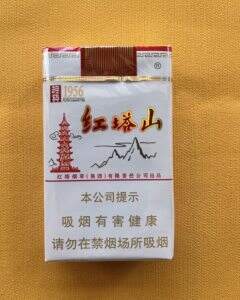 经典
1956
®
红塔山
红塔烟草(集团)有限责任公司出品
本公司提示
吸烟有害健康
请勿在禁烟场所吸烟